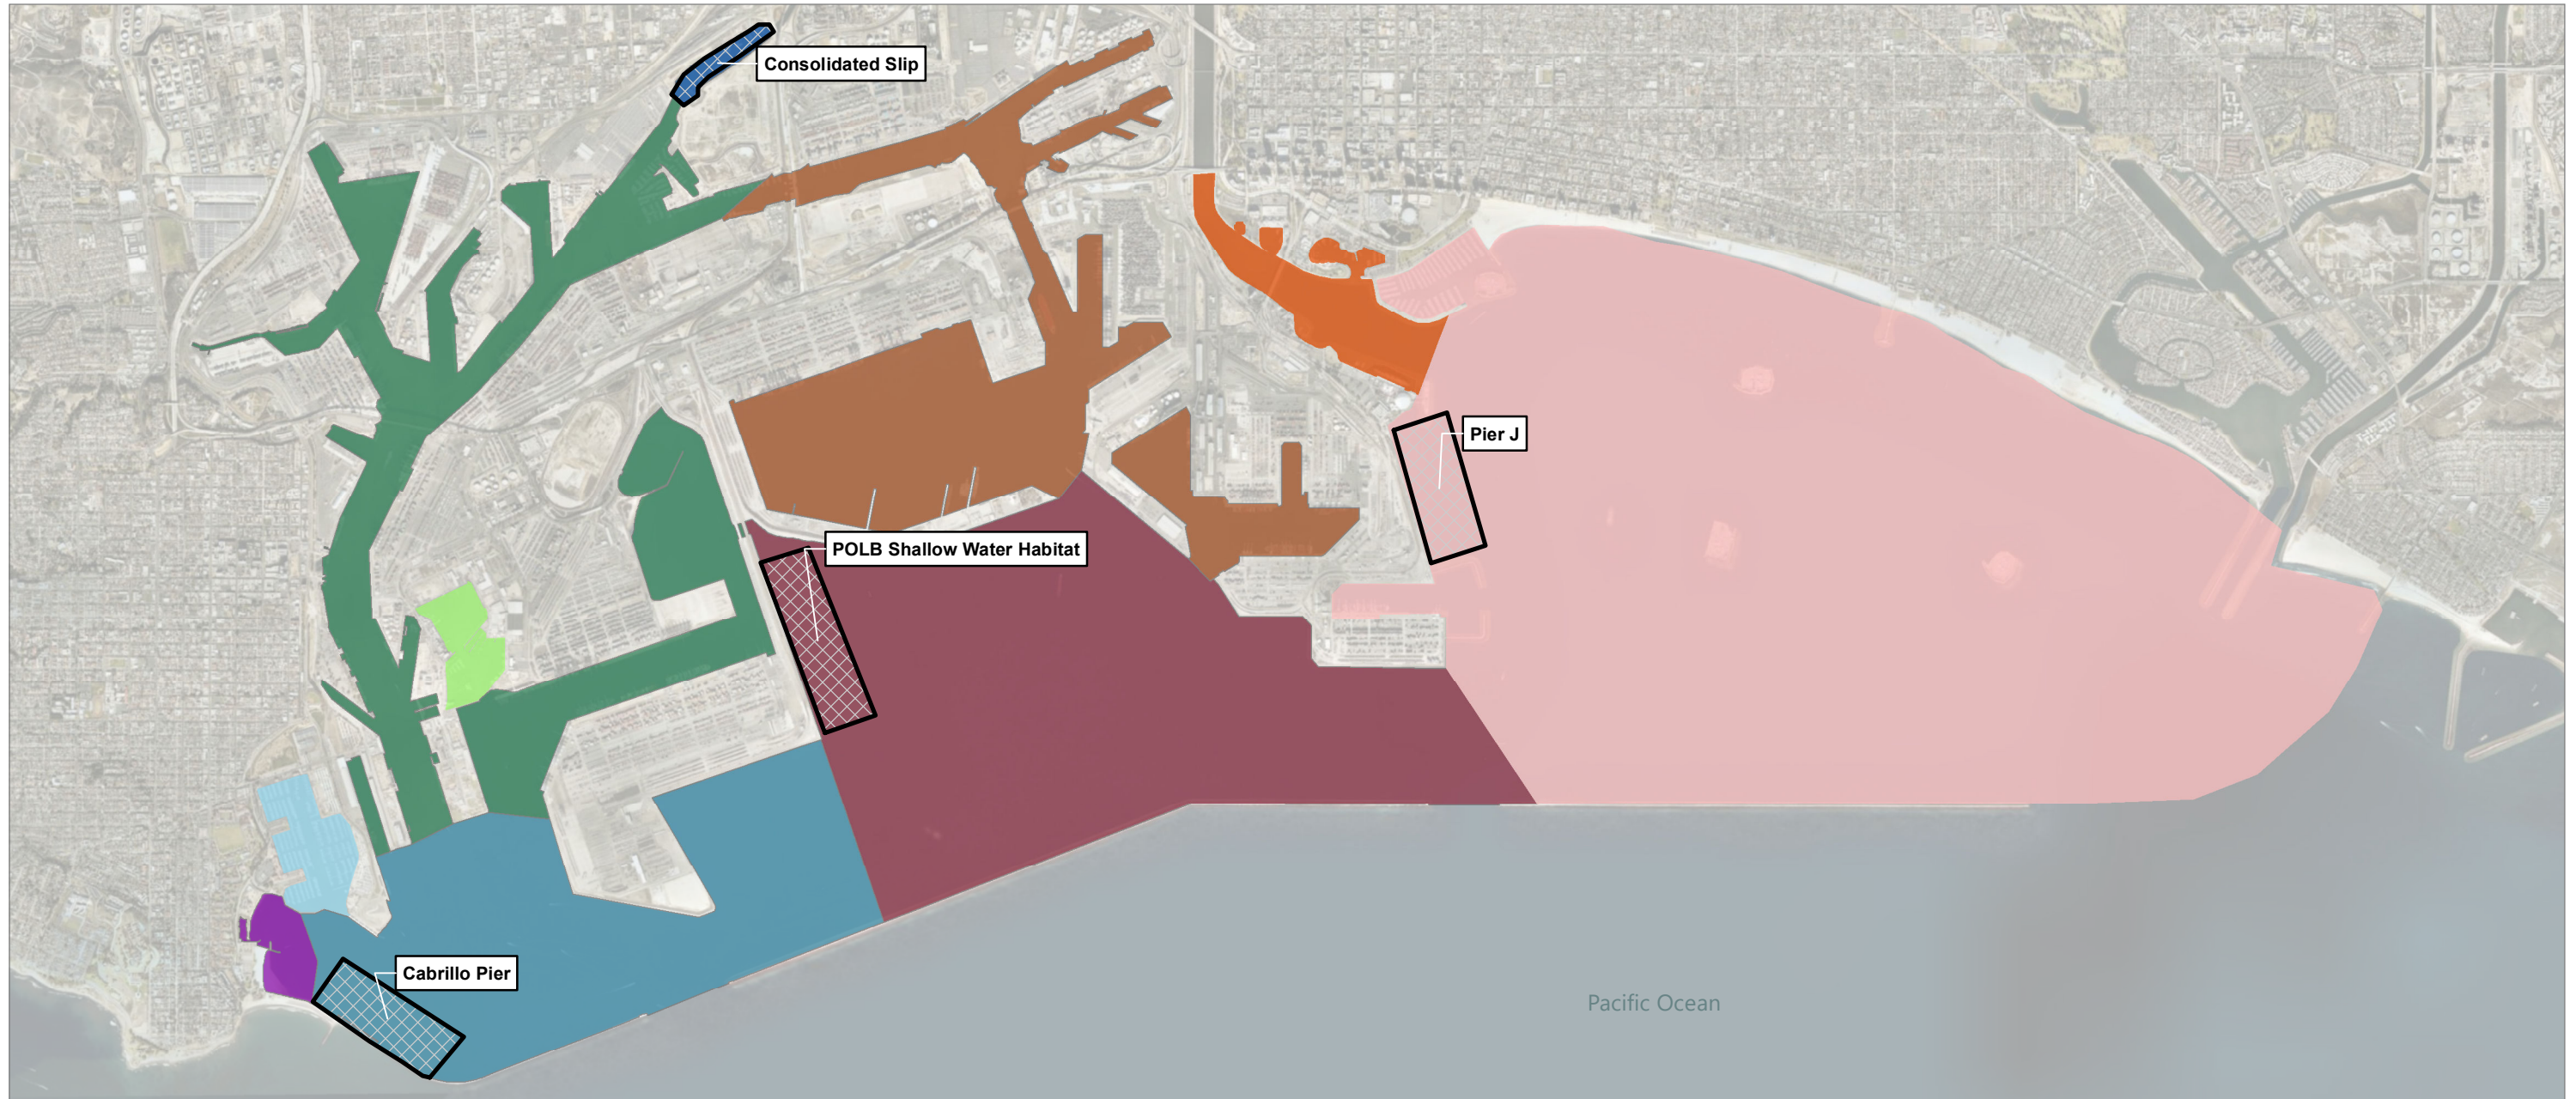 Consolidated Slip
Pier J
POLB Shallow Water Habitat
Cabrillo Pier
Pacific Ocean